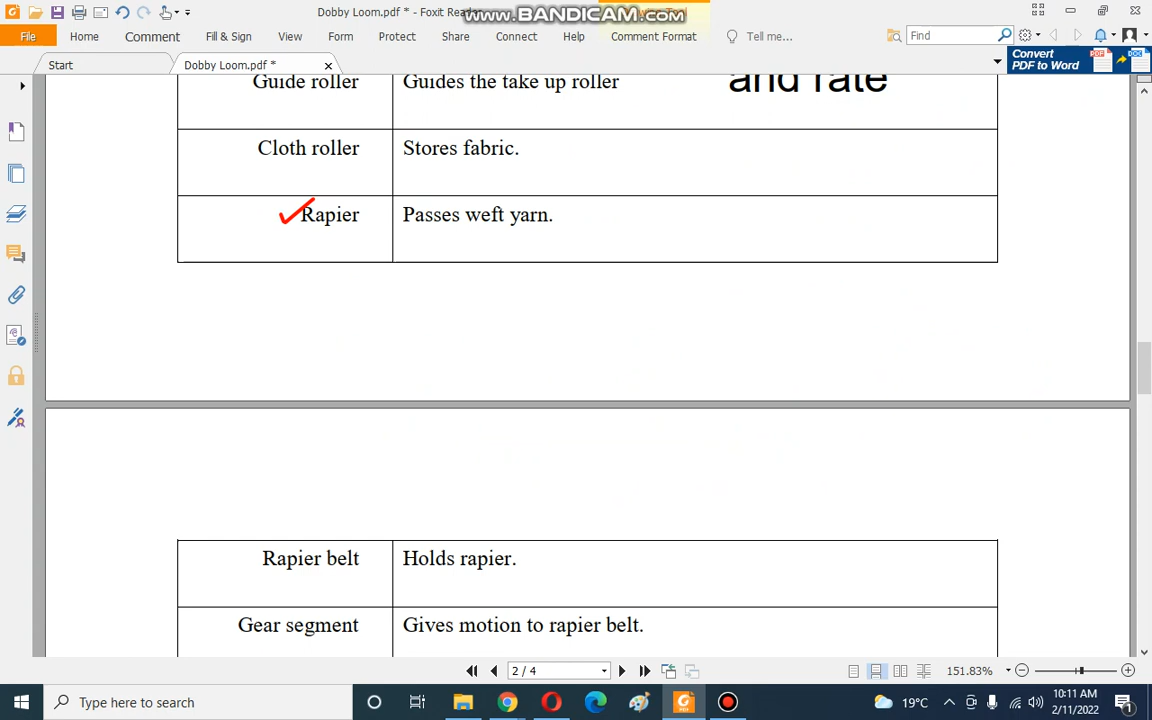 Dobby Loom.pdf * - Foxit Reader
www.BANDICAM.com
File Home Comment Fill & Sign View Form Protect Share Connect Help Comment Format Tell me... Find
Start Dobby Loom.pdf *
Convert
PDF to Word
Guide roller Guides the take up roller and rate
Cloth roller Stores fabric.
Rapier Passes weft yarn.
Rapier belt Holds rapier.
Gear segment Gives motion to rapier belt.
2 / 4 151.83%
Type here to search 19°C 10:11 AM
2/11/2022